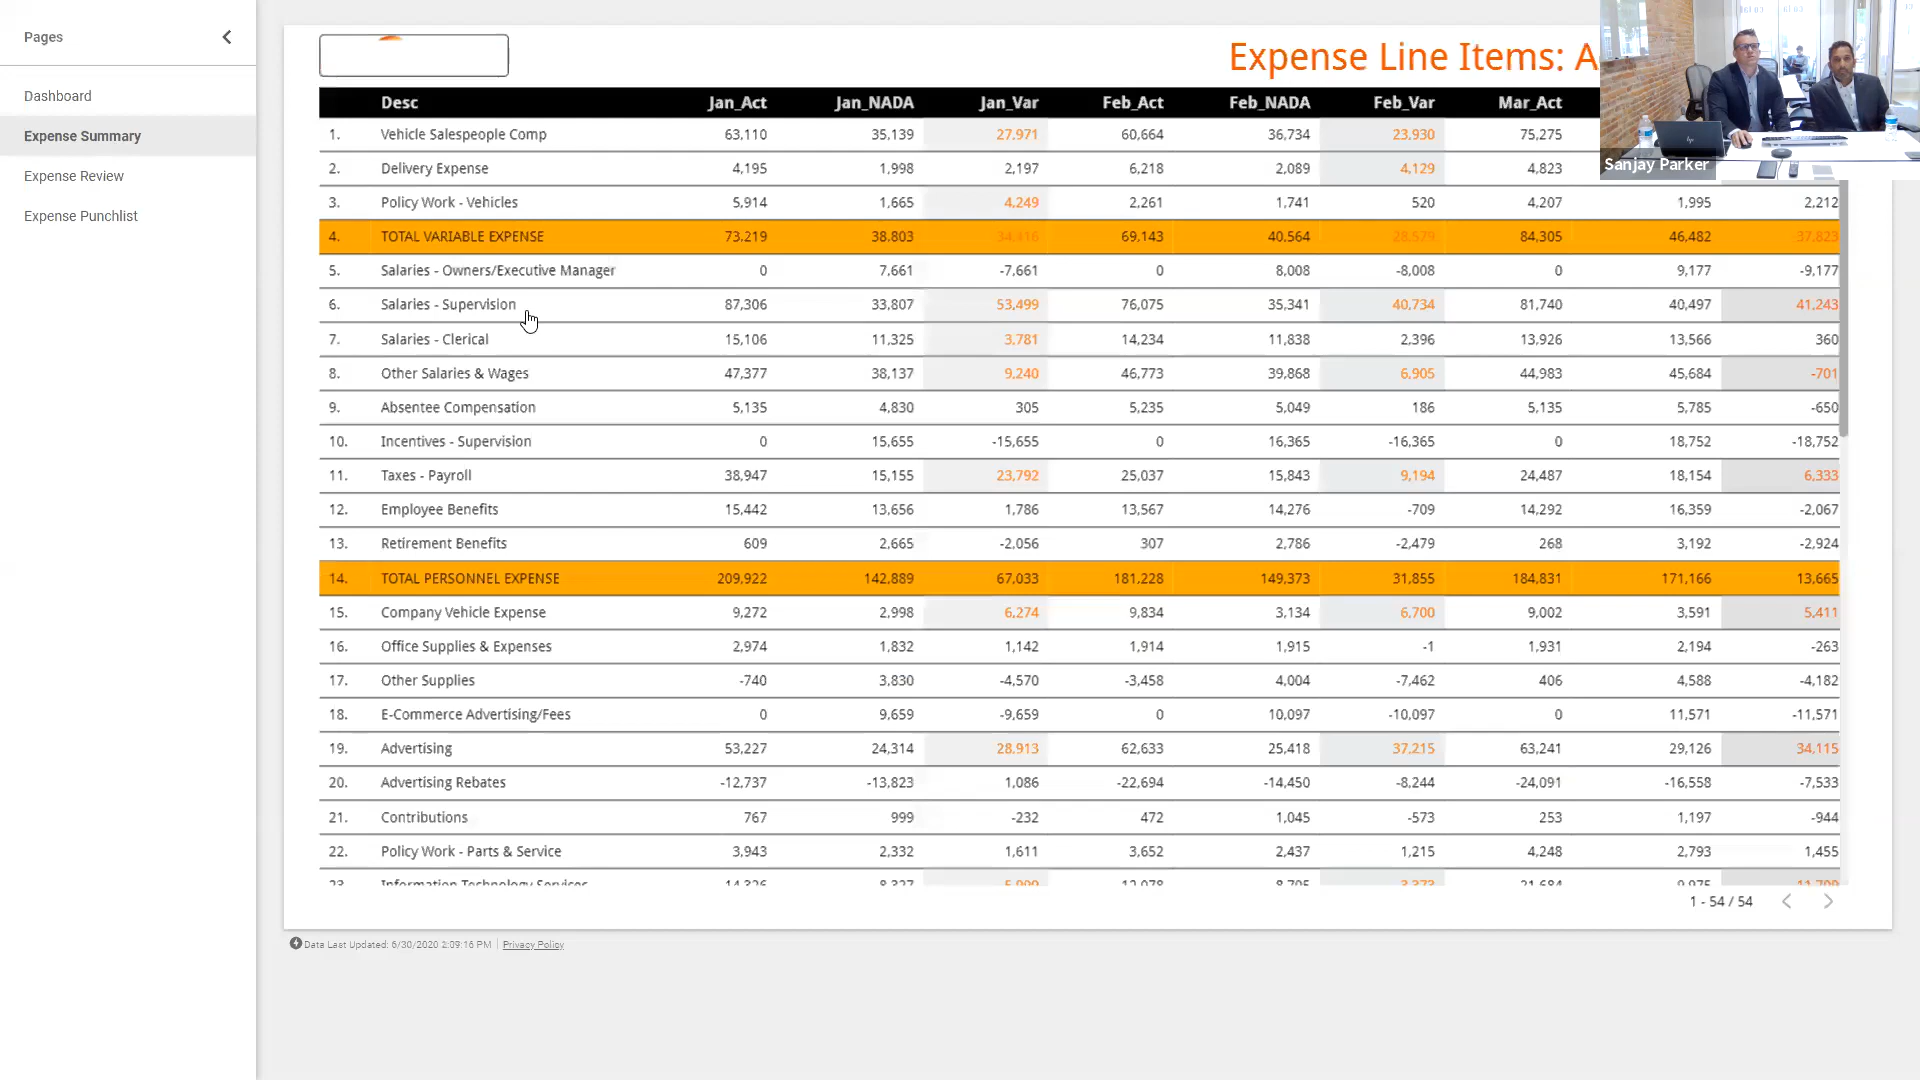 Pages
Dashboard
Expense Summary
Expense Review
Expense Punchlist
Expense Line Items: A
Sanjay Parker
Desc Jan_Act Jan_NADA Jan_Var Feb_Act Feb_NADA Feb_Var Mar_Act
1. Vehicle Salespeople Comp 63,110 35,139 27,971 60,664 36,734 23,930 75,275
2. Delivery Expense 4,195 1,998 2,197 6,218 2,089 4,129 4,823
3. Policy Work - Vehicles 5,914 1,665 4,249 2,261 1,741 520 4,207 1,995 2,212
4. TOTAL VARIABLE EXPENSE 73,219 38,803 34,416 69,143 40,564 28,579 84,305 46,482 37,823
5. Salaries - Owners/Executive Manager 0 7,661 -7,661 0 8,008 -8,008 0 9,177 -9,177
6. Salaries - Supervision 87,306 33,807 53,499 76,075 35,341 40,734 81,740 40,497 41,243
7. Salaries - Clerical 15,106 11,325 3,781 14,234 11,838 2,396 13,926 13,566 360
8. Other Salaries & Wages 47,377 38,137 9,240 46,773 39,868 6,905 44,983 45,684 -701
9. Absentee Compensation 5,135 4,830 305 5,235 5,049 186 5,135 5,785 -650
10. Incentives - Supervision 0 15,655 -15,655 0 16,365 -16,365 0 18,752 -18,752
11. Taxes - Payroll 38,947 15,155 23,792 25,037 15,843 9,194 24,487 18,154 6,333
12. Employee Benefits 15,442 13,656 1,786 13,567 14,276 -709 14,292 16,359 -2,067
13. Retirement Benefits 609 2,665 -2,056 307 2,786 -2,479 268 3,192 -2,924
14. TOTAL PERSONNEL EXPENSE 209,922 142,889 67,033 181,228 149,373 31,855 184,831 171,166 13,665
15. Company Vehicle Expense 9,272 2,998 6,274 9,834 3,134 6,700 9,002 3,591 5,411
16. Office Supplies & Expenses 2,974 1,832 1,142 1,914 1,915 -1 1,931 2,194 -263
17. Other Supplies -740 3,830 -4,570 -3,458 4,004 -7,462 406 4,588 -4,182
18. E-Commerce Advertising/Fees 0 9,659 -9,659 0 10,097 -10,097 0 11,571 -11,571
19. Advertising 53,227 24,314 28,913 62,633 25,418 37,215 63,241 29,126 34,115
20. Advertising Rebates -12,737 -13,823 1,086 -22,694 -14,450 -8,244 -24,091 -16,558 -7,533
21. Contributions 767 999 -232 472 1,045 -573 253 1,197 -944
22. Policy Work - Parts & Service 3,943 2,332 1,611 3,652 2,437 1,215 4,248 2,793 1,455
23. Information Technology Services
1 - 54 / 54
Data Last Updated: 6/30/2020 2:09:16 PM | Privacy Policy